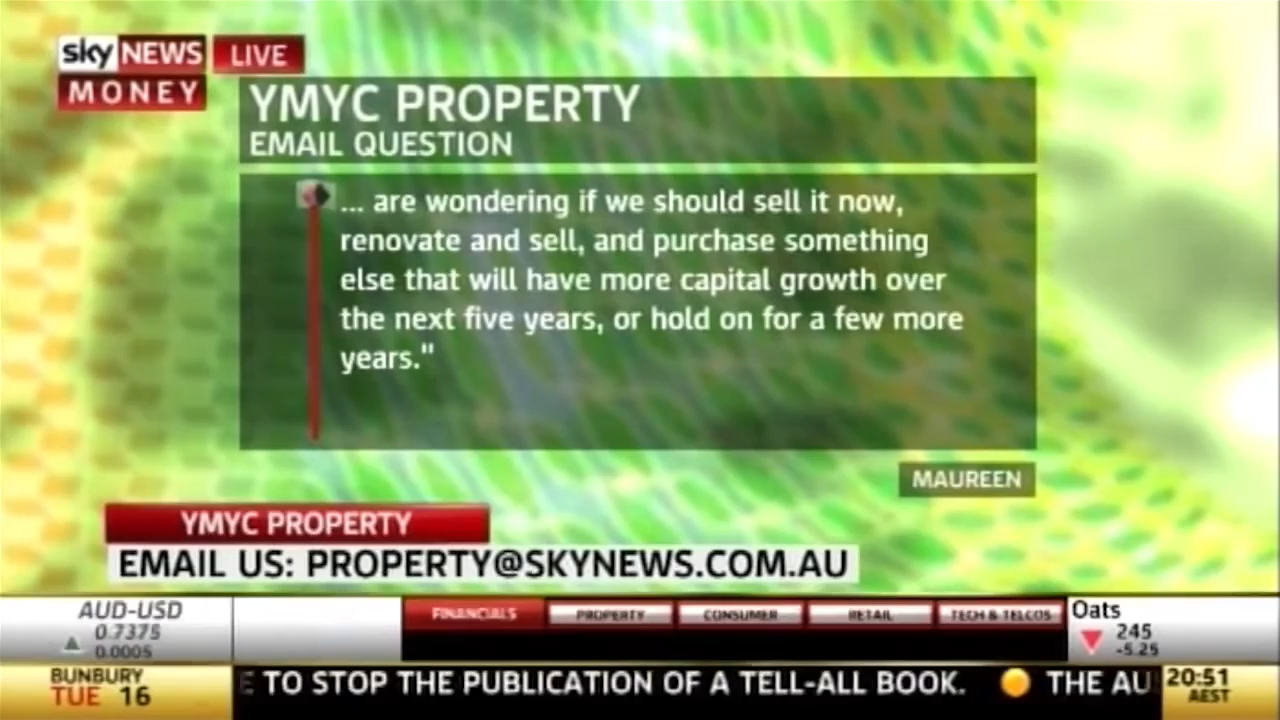 sky NEWS LIVE
MONEY
YMYC PROPERTY
EMAIL QUESTION
... are wondering if we should sell it now,
renovate and sell, and purchase something
else that will have more capital growth over
the next five years, or hold on for a few more
years."
MAUREEN
YMYC PROPERTY
EMAIL US: PROPERTY@SKYNEWS.COM.AU
AUD-USD
0.7375
0.0005
FINANCIALS PROPERTY CONSUMER RETAIL TECH & TELCOS
Oats
245
-5.25
BUNBURY
TUE 16
E TO STOP THE PUBLICATION OF A TELL-ALL BOOK. THE AU
20:51
AEST